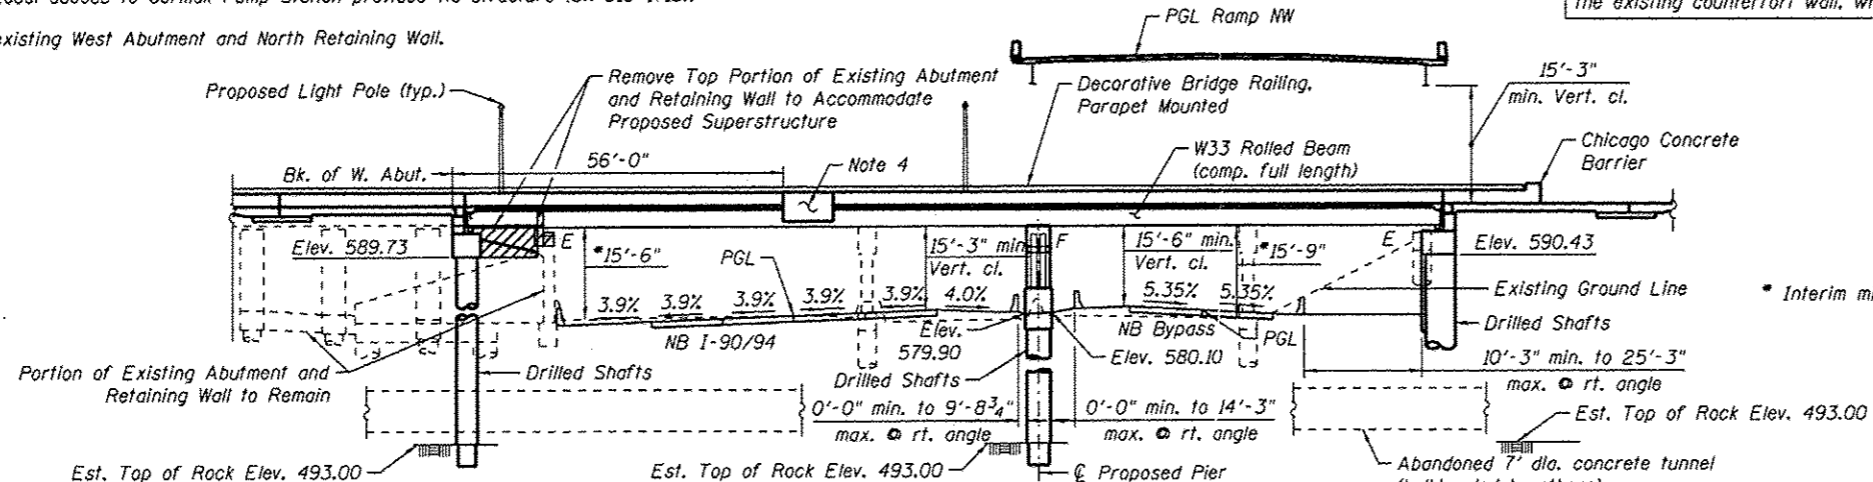 existing West Abutment and North Retaining Wall.
the existing counterfort wall, wh
PGL Ramp NW
Proposed Light Pole (typ.)
Remove Top Portion of Existing Abutment
and Retaining Wall to Accommodate
Proposed Superstructure
Decorative Bridge Railing,
Parapet Mounted
15'-3"
min. Vert. cl.
Chicago Concrete
Barrier
Bk. of W. Abut.
56'-0"
Note 4
W33 Rolled Beam
(comp. full length)
Elev. 589.73
E
*15'-6"
PGL
15'-3" min.
Vert. cl.
F
15'-6" min.
Vert. cl.
*15'-9"
E
Elev. 590.43
3.9%
3.9%
3.9%
3.9%
3.9%
4.0%
5.35%
5.35%
Existing Ground Line
* Interim mi
NB I-90/94
Elev.
579.90
NB Bypass
PGL
Elev. 580.10
Drilled Shafts
Portion of Existing Abutment and
Retaining Wall to Remain
Drilled Shafts
Drilled Shafts
10'-3" min. to 25'-3"
max. @ rt. angle
0'-0" min. to 9'-8¾"
max. @ rt. angle
0'-0" min. to 14'-3"
max. @ rt. angle
Est. Top of Rock Elev. 493.00
Est. Top of Rock Elev. 493.00
Est. Top of Rock Elev. 493.00
℄ Proposed Pier
Abandoned 7' dia. concrete tunnel